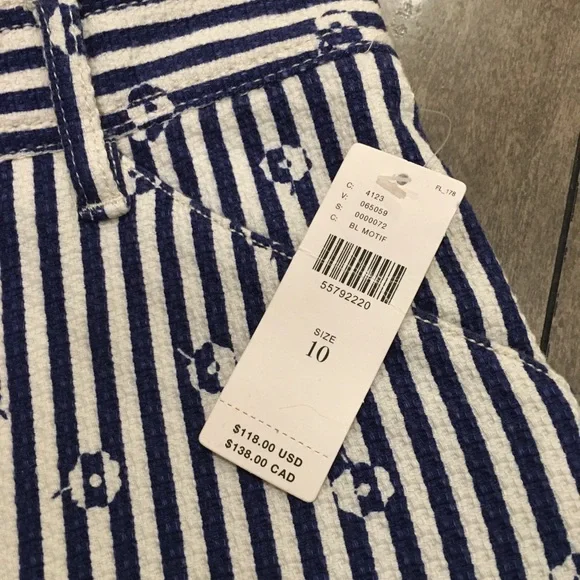 FL_178
C: 4123
V: 065059
S: 0000072
C: BL MOTIF
55792220
SIZE
10
$118.00 USD
$138.00 CAD